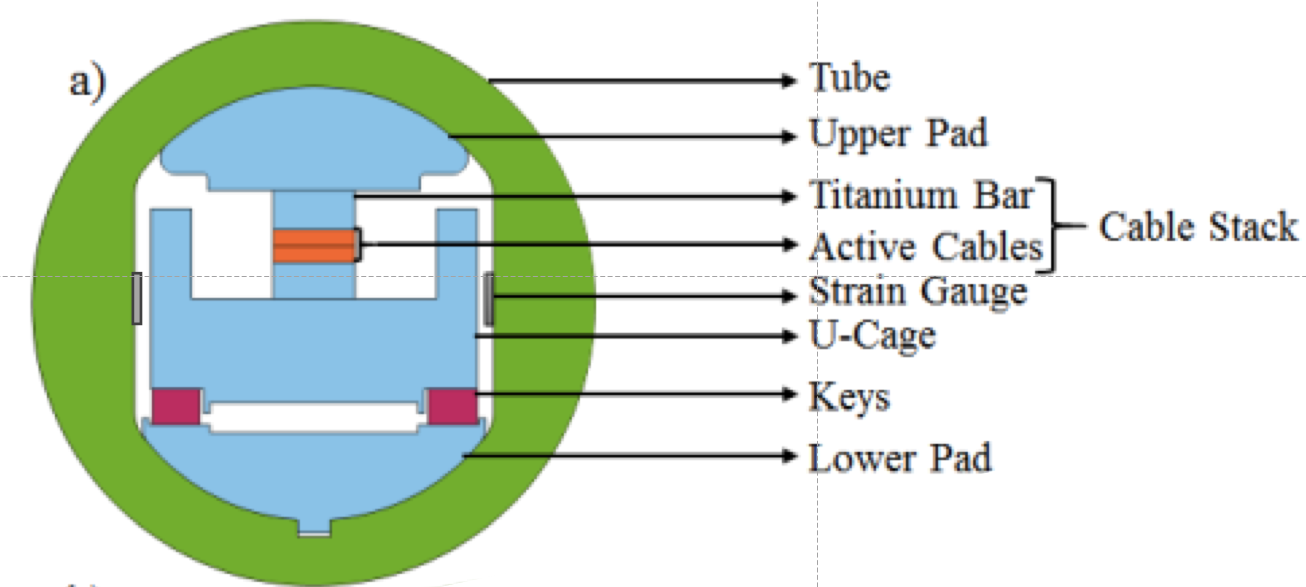 a)
Tube
Upper Pad
Titanium Bar
Active Cables
Cable Stack
Strain Gauge
U-Cage
Keys
Lower Pad